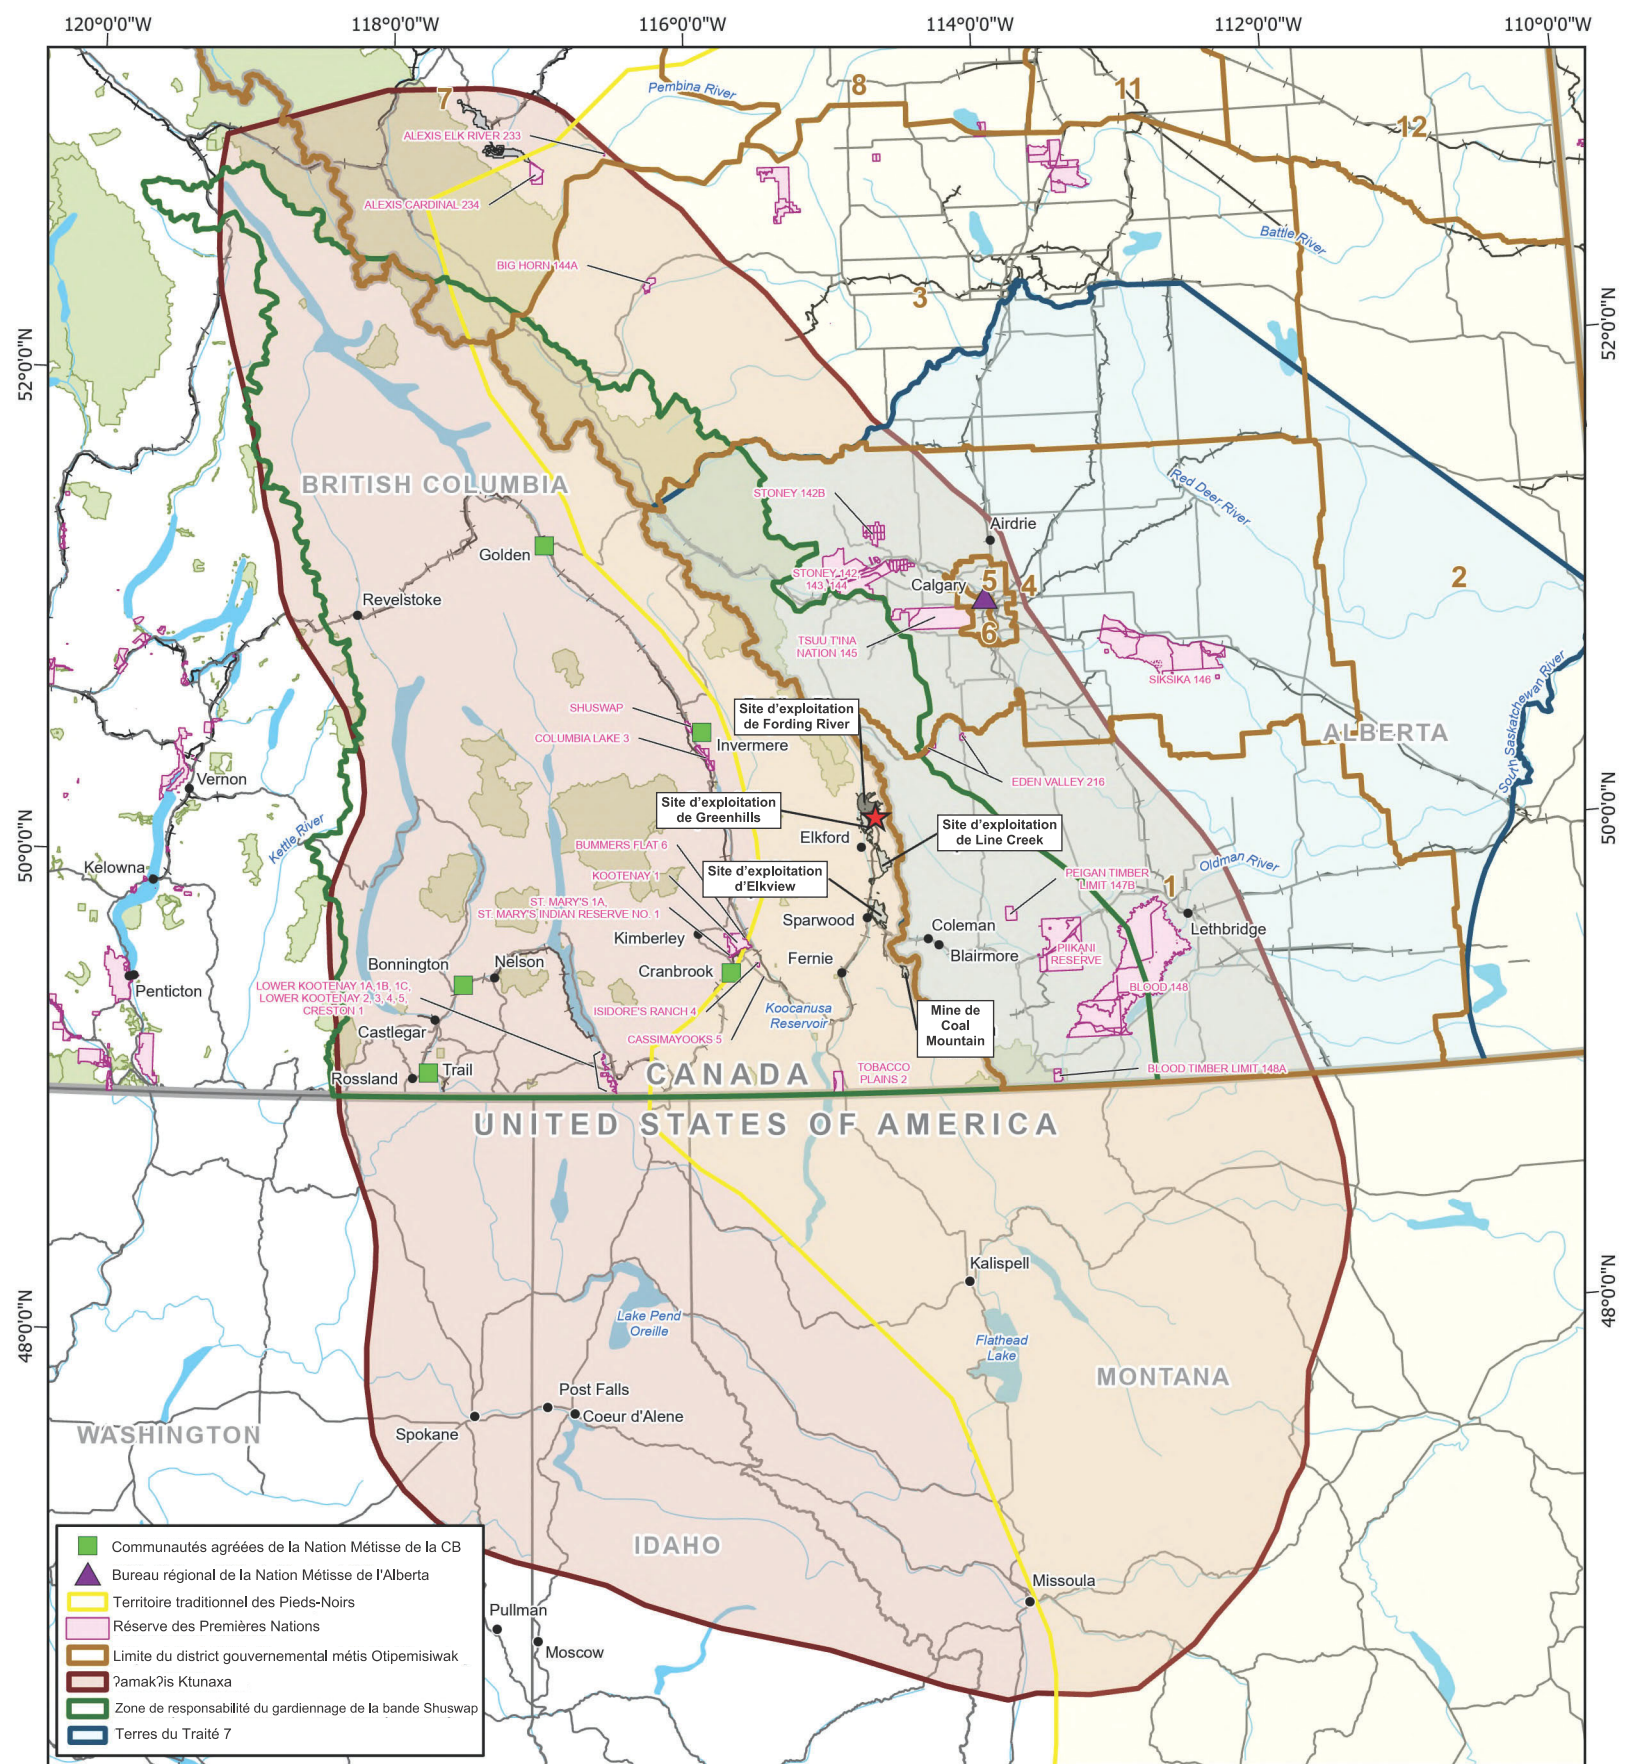 120°0'0"W
118°0'0"W
116°0'0"W
114°0'0"W
112°0'0"W
110°0'0"W
7
8
11
12
Pembina River
ALEXIS ELK RIVER 233
ALEXIS CARDINAL 234
BIG HORN 144A
Battle River
3
52°0'0"N
52°0'0"N
BRITISH COLUMBIA
STONEY 142B
Red Deer River
Airdrie
Golden
STONEY 142
143, 144
Calgary
5
4
2
6
Revelstoke
TSUU T'INA
NATION 145
SIKSIKA 146
South Saskatchewan River
SHUSWAP
COLUMBIA LAKE 3
Invermere
Site d'exploitation
de Fording River
ALBERTA
EDEN VALLEY 216
Vernon
Kettle River
Site d'exploitation
de Greenhills
Elkford
Site d'exploitation
de Line Creek
50°0'0"N
50°0'0"N
Kelowna
BUMMERS FLAT 6
KOOTENAY 1
Site d'exploitation
d'Elkview
Oldman River
PEIGAN TIMBER
LIMIT 147B
1
ST. MARY'S 1A,
ST. MARY'S INDIAN RESERVE NO. 1
Sparwood
Coleman
Blairmore
Lethbridge
Kimberley
PIIKANI
RESERVE
Fernie
Bonnington
Nelson
Cranbrook
Penticton
LOWER KOOTENAY 1A,1B, 1C,
LOWER KOOTENAY 2, 3, 4, 5,
CRESTON 1
BLOOD 148
ISIDORE'S RANCH 4
Koocanusa
Reservoir
Mine de
Coal
Mountain
Castlegar
CASSIMAYOOKS 5
Trail
Rossland
CANADA
TOBACCO
PLAINS 2
BLOOD TIMBER LIMIT 148A
UNITED STATES OF AMERICA
Kalispell
48°0'0"N
48°0'0"N
Lake Pend
Oreille
Flathead
Lake
MONTANA
Post Falls
Coeur d'Alene
Spokane
WASHINGTON
IDAHO
Missoula
Pullman
Moscow
Communautés agréées de la Nation Métisse de la CB
Bureau régional de la Nation Métisse de l'Alberta
Territoire traditionnel des Pieds-Noirs
Réserve des Premières Nations
Limite du district gouvernemental métis Otipemisiwak
ʔamakʔis Ktunaxa
Zone de responsabilité du gardiennage de la bande Shuswap
Terres du Traité 7